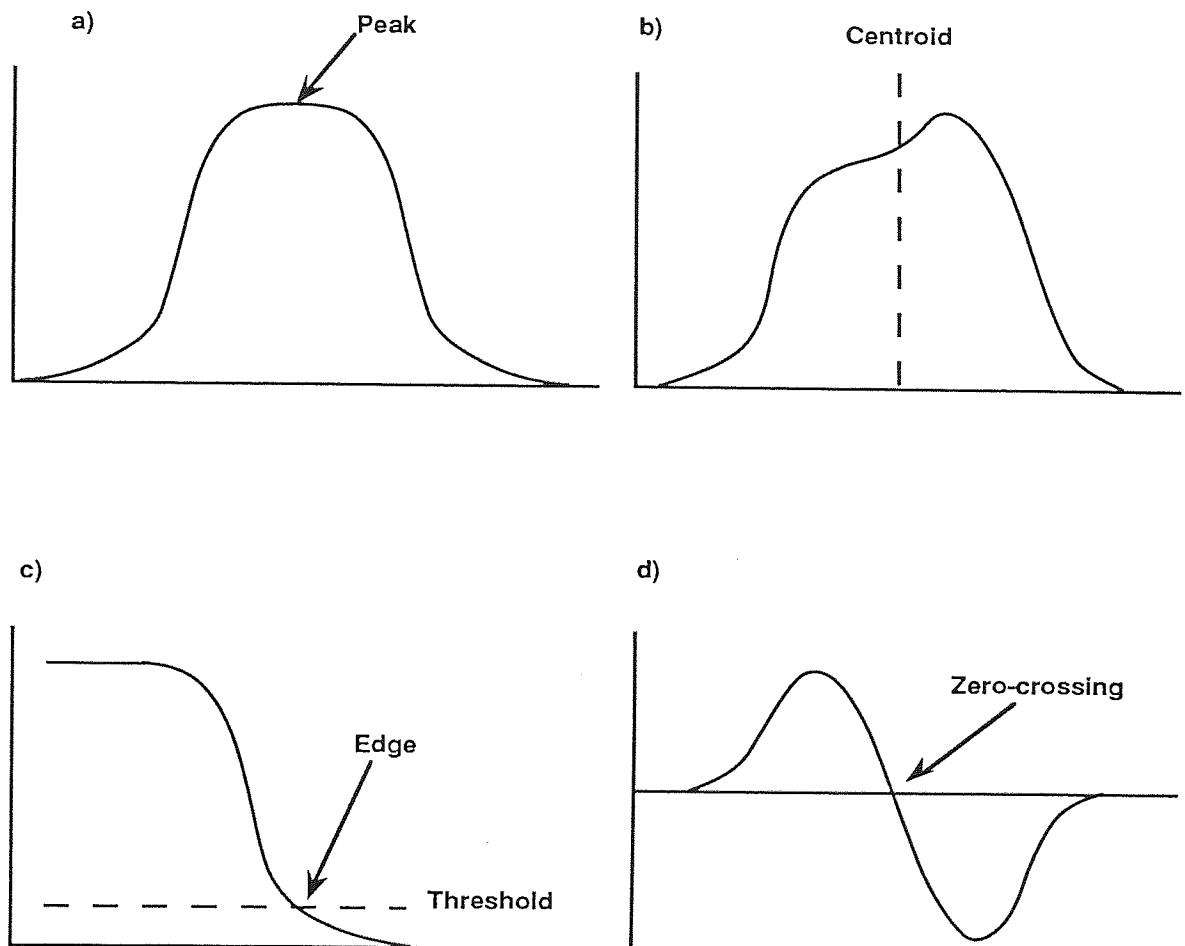 a)
Peak
b)
Centroid
c)
Edge
Threshold
d)
Zero-crossing